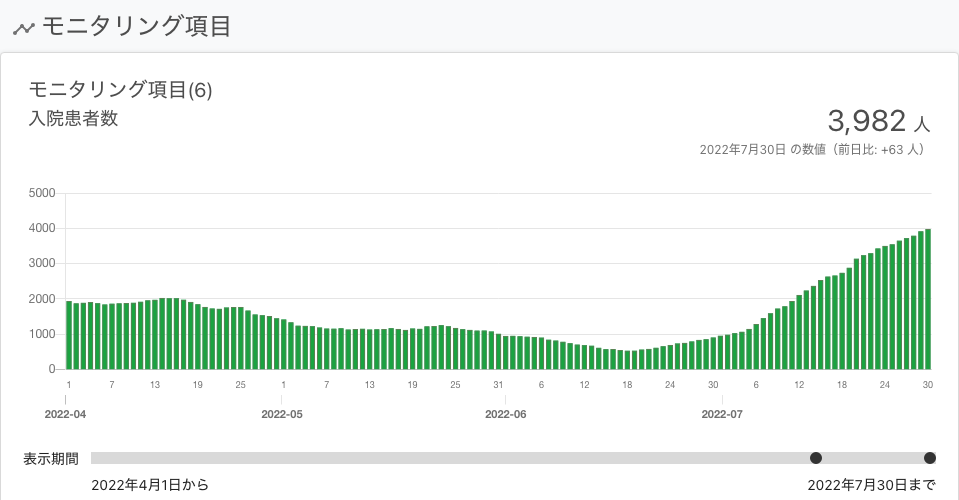 モニタリング項目
モニタリング項目(6)
入院患者数
3,982 人
2022年7月30日 の数値（前日比: +63 人）
5000
4000
3000
2000
1000
0
1 7 13 19 25 1 7 13 19 25 31 6 12 18 24 30 6 12 18 24 30
2022-04 2022-05 2022-06 2022-07
表示期間
2022年4月1日から 2022年7月30日まで